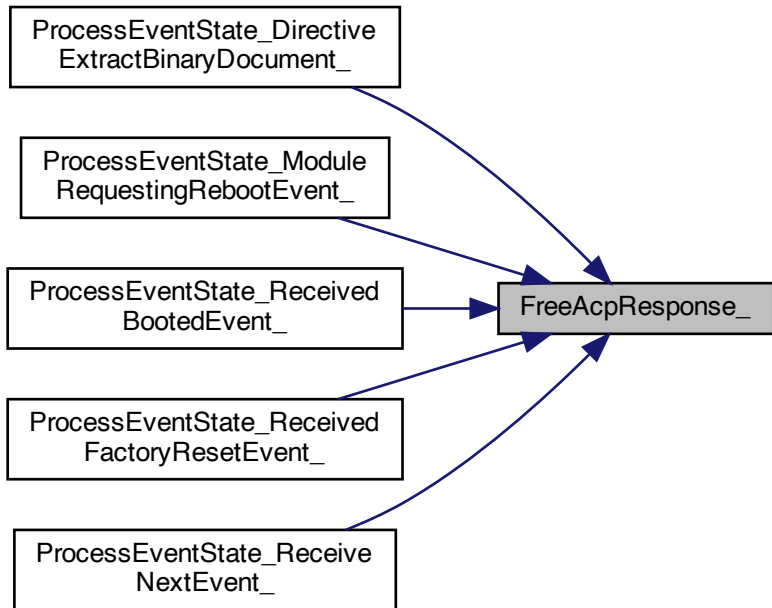 ProcessEventState_Directive
ExtractBinaryDocument_
ProcessEventState_Module
RequestingRebootEvent_
ProcessEventState_Received
BootedEvent_
FreeAcpResponse_
ProcessEventState_Received
FactoryResetEvent_
ProcessEventState_Receive
NextEvent_